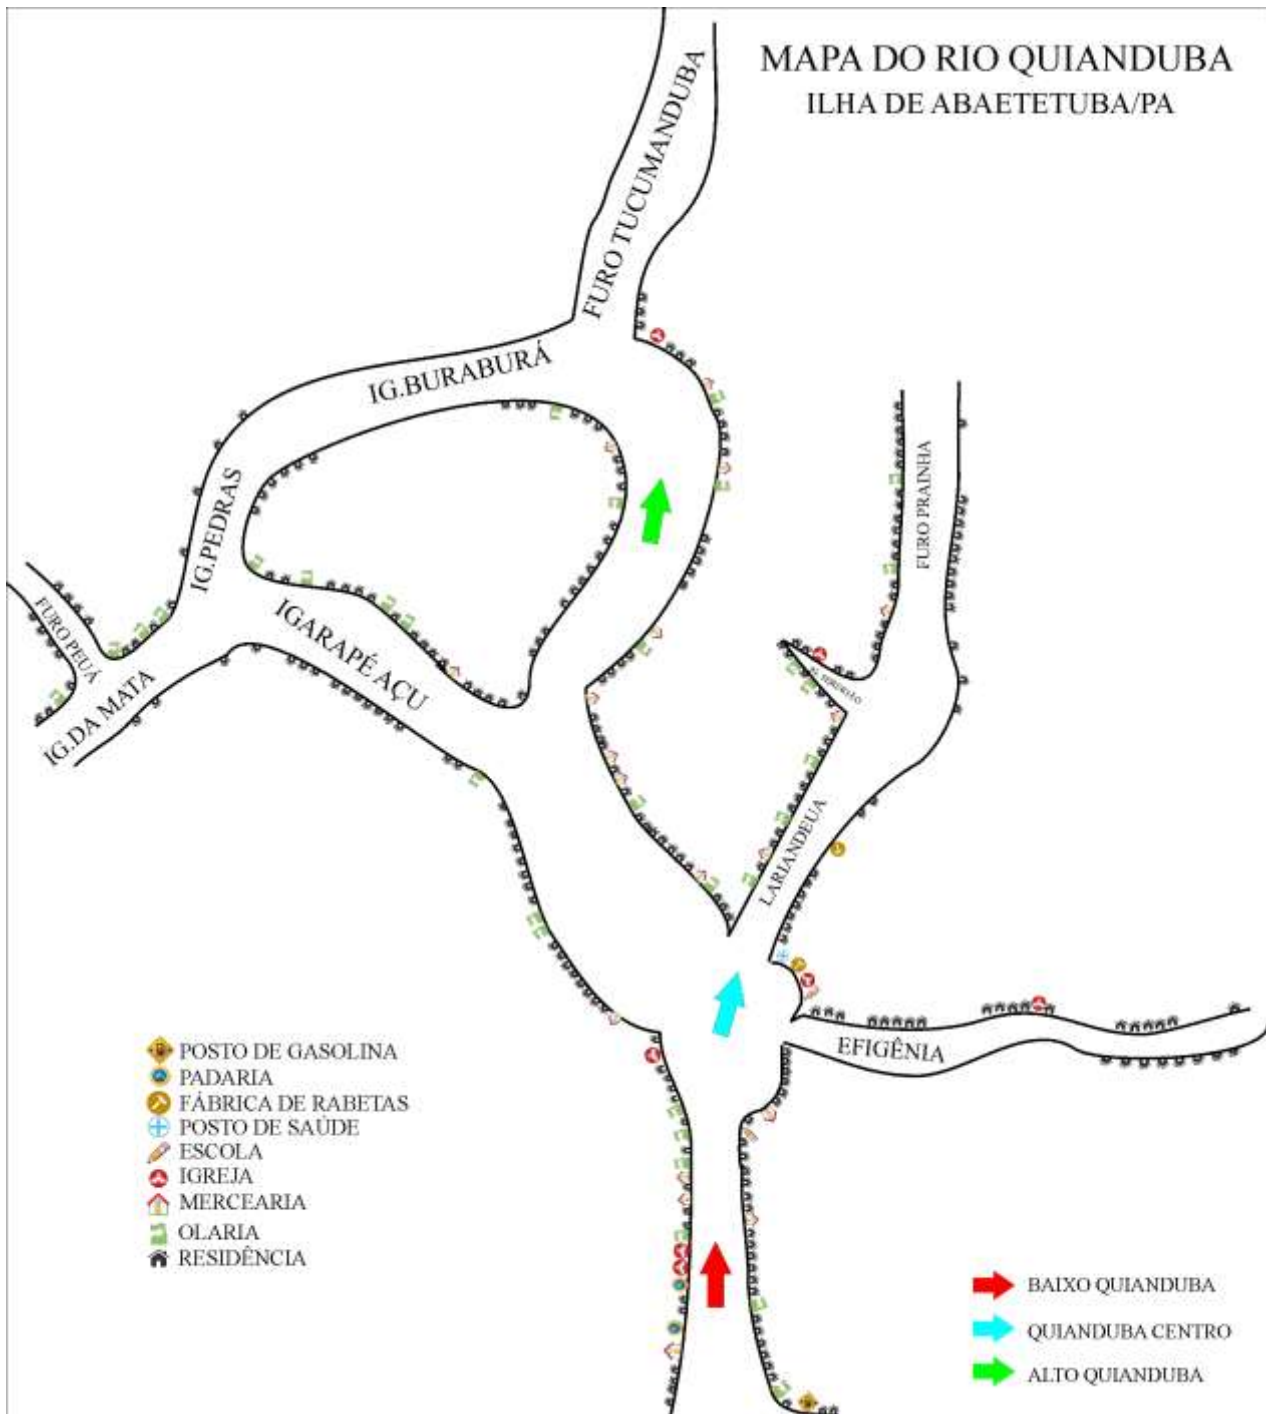 MAPA DO RIO QUIANDUBA
ILHA DE ABAETETUBA/PA
FURO TUCUMANDUBA
IG.BURABURÁ
IG.PEDRAS
FURO PRAINHA
FURO PEUÁ
IGARAPÉ AÇU
IG.DA MATA
LARIANDEUA
EFIGÊNIA
POSTO DE GASOLINA
PADARIA
FÁBRICA DE RABETAS
POSTO DE SAÚDE
ESCOLA
IGREJA
MERCEARIA
OLARIA
RESIDÊNCIA
BAIXO QUIANDUBA
QUIANDUBA CENTRO
ALTO QUIANDUBA